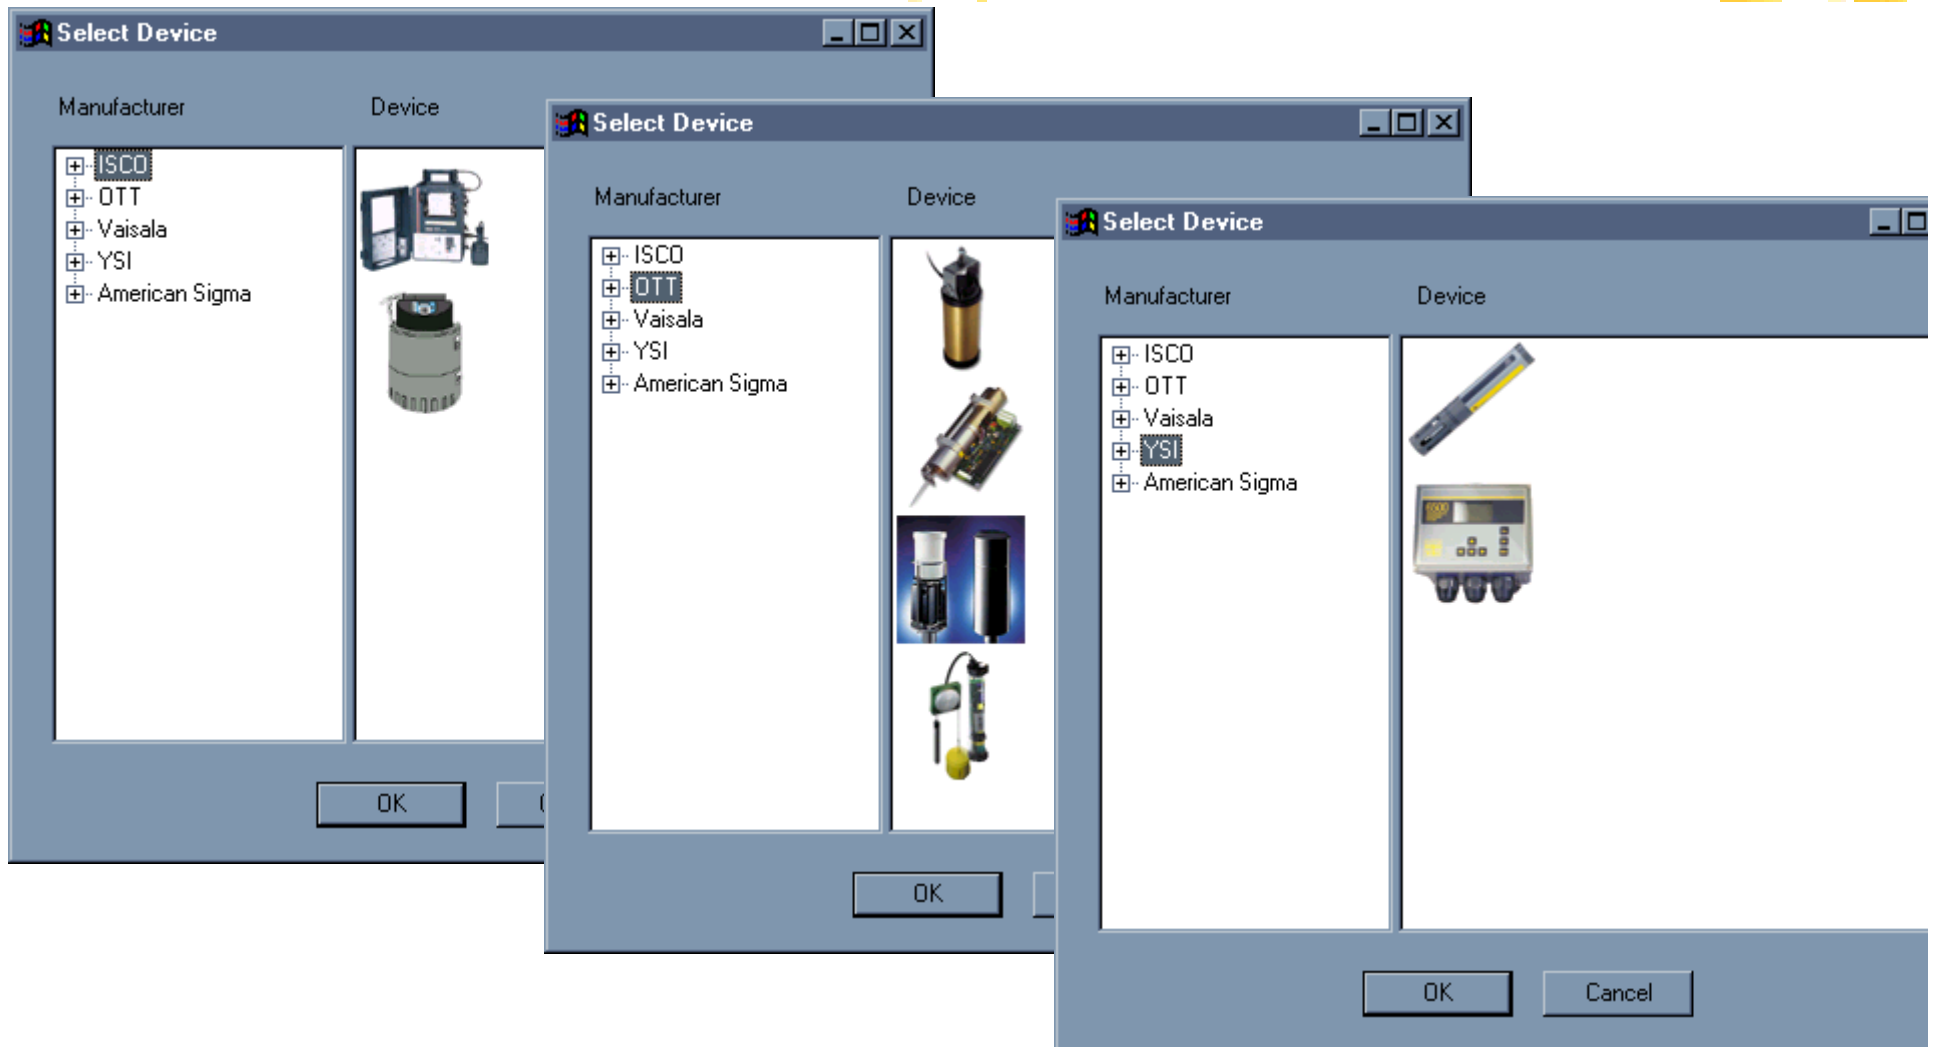 Select Device
Manufacturer Device
ISCO
OTT
Vaisala
YSI
American Sigma
OK
Select Device
Manufacturer Device
ISCO
OTT
Vaisala
YSI
American Sigma
OK
Select Device
Manufacturer Device
ISCO
OTT
Vaisala
YSI
American Sigma
6500
OK Cancel